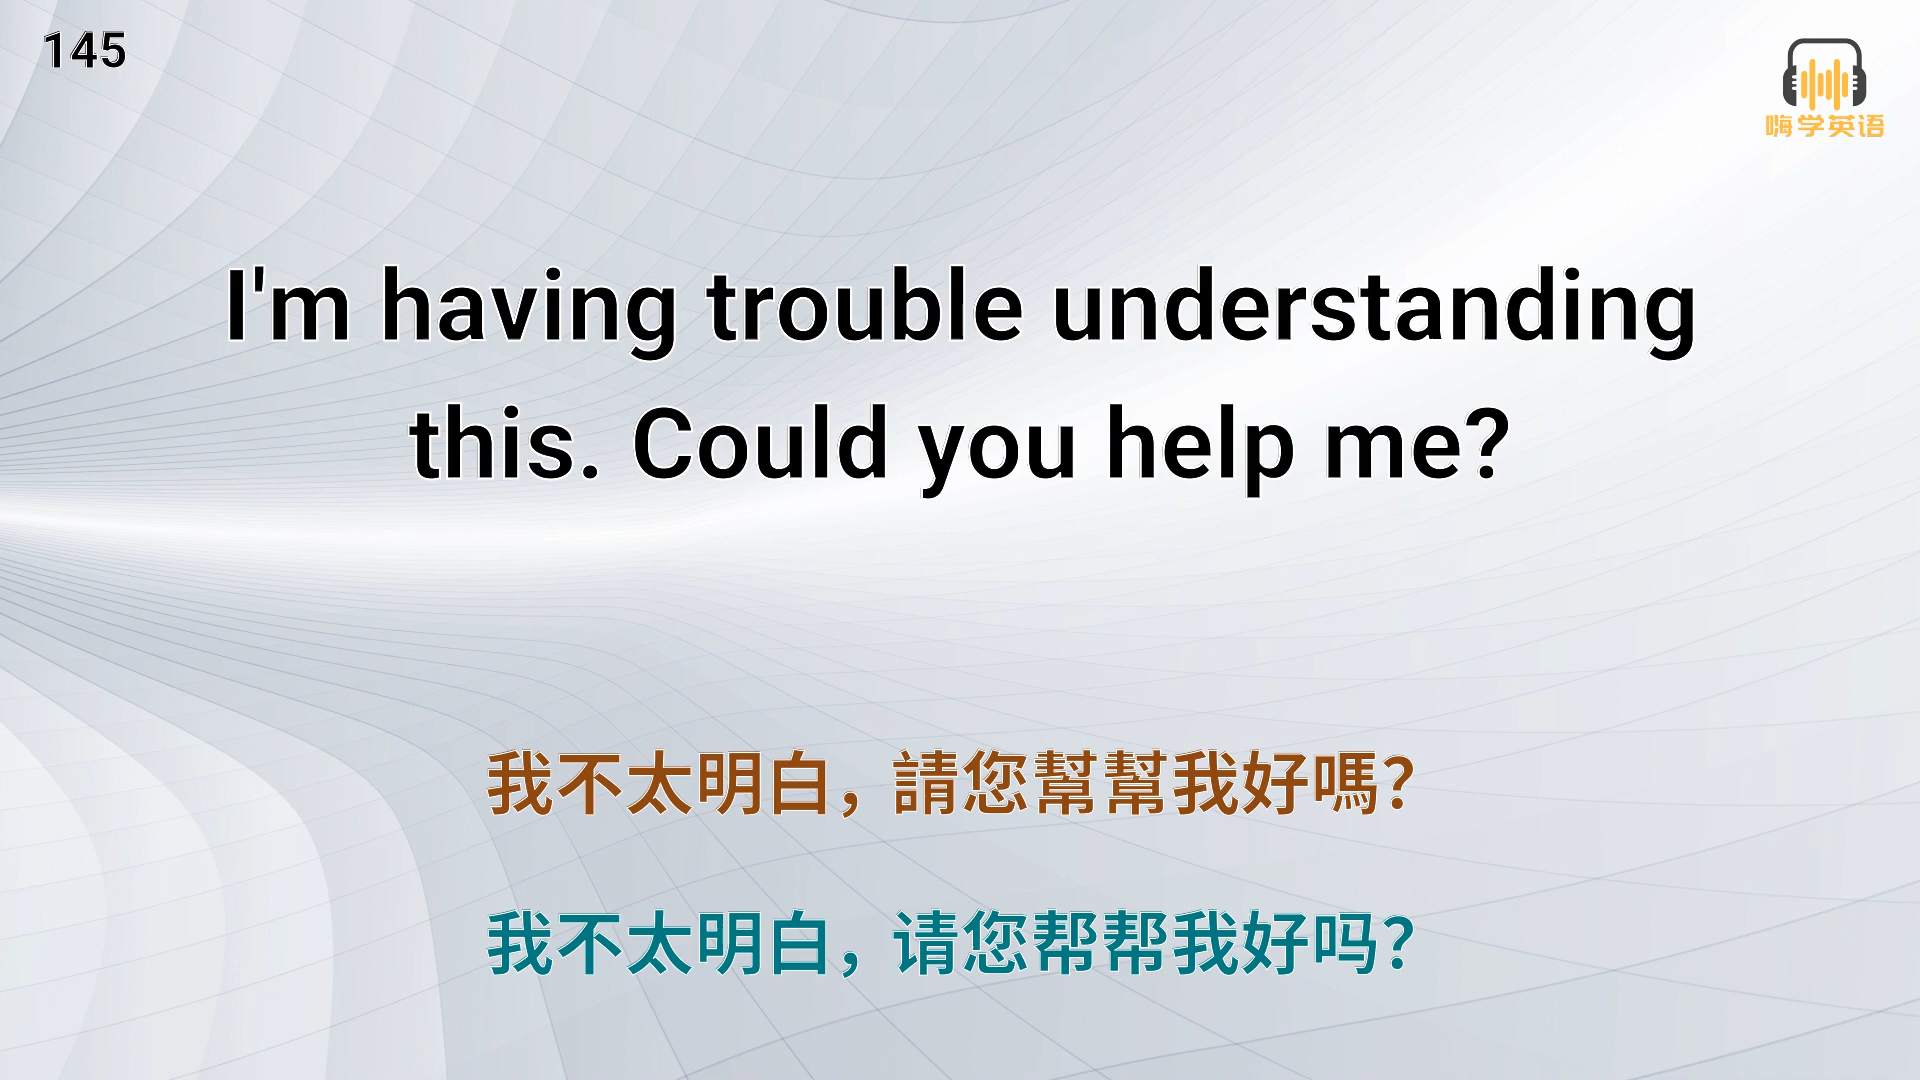 145
嗨学英语
I'm having trouble understanding
this. Could you help me?
我不太明白，請您幫幫我好嗎？
我不太明白，请您帮帮我好吗？